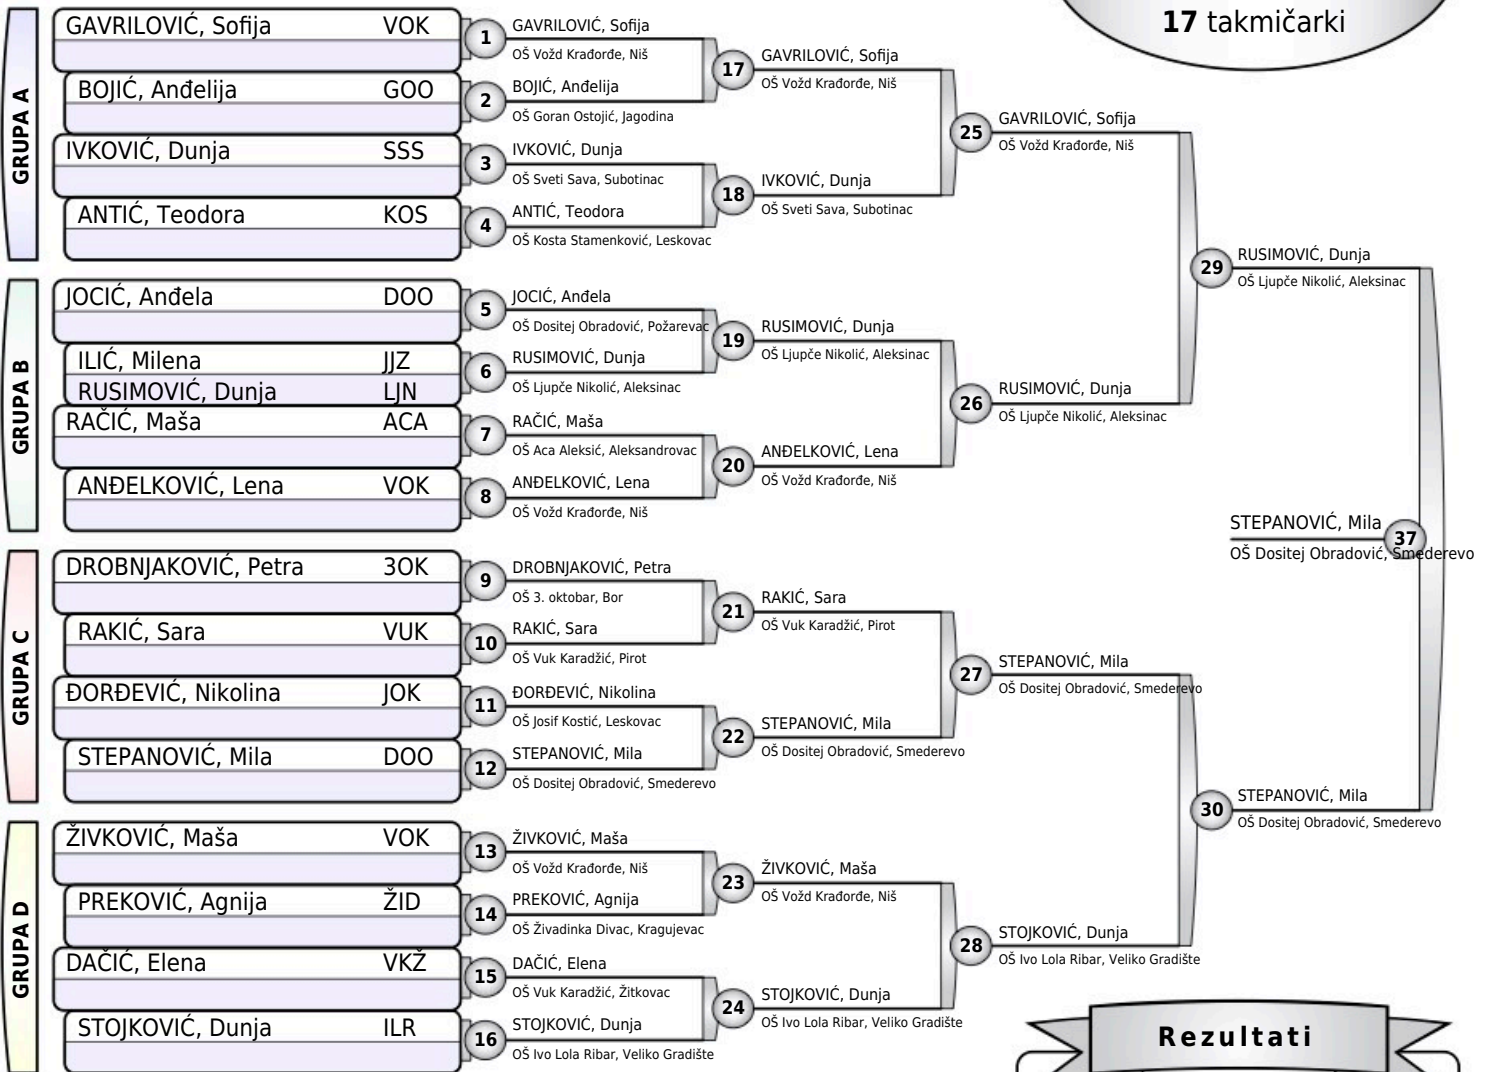 17 takmičarki
GRUPA A
GAVRILOVIĆ, Sofija VOK
BOJIĆ, Anđelija GOO
IVKOVIĆ, Dunja SSS
ANTIĆ, Teodora KOS
GRUPA B
JOCIĆ, Anđela DOO
ILIĆ, Milena JJZ
RUSIMOVIĆ, Dunja LJN
RAČIĆ, Maša ACA
ANĐELKOVIĆ, Lena VOK
GRUPA C
DROBNJAKOVIĆ, Petra 3OK
RAKIĆ, Sara VUK
ĐORĐEVIĆ, Nikolina JOK
STEPANOVIĆ, Mila DOO
GRUPA D
ŽIVKOVIĆ, Maša VOK
PREKOVIĆ, Agnija ŽID
DAČIĆ, Elena VKŽ
STOJKOVIĆ, Dunja ILR
1 GAVRILOVIĆ, Sofija
OŠ Vožd Krađorđe, Niš
2 BOJIĆ, Anđelija
OŠ Goran Ostojić, Jagodina
3 IVKOVIĆ, Dunja
OŠ Sveti Sava, Subotinac
4 ANTIĆ, Teodora
OŠ Kosta Stamenković, Leskovac
5 JOCIĆ, Anđela
OŠ Dositej Obradović, Požarevac
6 RUSIMOVIĆ, Dunja
OŠ Ljupče Nikolić, Aleksinac
7 RAČIĆ, Maša
OŠ Aca Aleksić, Aleksandrovac
8 ANĐELKOVIĆ, Lena
OŠ Vožd Krađorđe, Niš
9 DROBNJAKOVIĆ, Petra
OŠ 3. oktobar, Bor
10 RAKIĆ, Sara
OŠ Vuk Karadžić, Pirot
11 ĐORĐEVIĆ, Nikolina
OŠ Josif Kostić, Leskovac
12 STEPANOVIĆ, Mila
OŠ Dositej Obradović, Smederevo
13 ŽIVKOVIĆ, Maša
OŠ Vožd Krađorđe, Niš
14 PREKOVIĆ, Agnija
OŠ Živadinka Divac, Kragujevac
15 DAČIĆ, Elena
OŠ Vuk Karadžić, Žitkovac
16 STOJKOVIĆ, Dunja
OŠ Ivo Lola Ribar, Veliko Gradište
17 GAVRILOVIĆ, Sofija
OŠ Vožd Krađorđe, Niš
18 IVKOVIĆ, Dunja
OŠ Sveti Sava, Subotinac
19 RUSIMOVIĆ, Dunja
OŠ Ljupče Nikolić, Aleksinac
20 ANĐELKOVIĆ, Lena
OŠ Vožd Krađorđe, Niš
21 RAKIĆ, Sara
OŠ Vuk Karadžić, Pirot
22 STEPANOVIĆ, Mila
OŠ Dositej Obradović, Smederevo
23 ŽIVKOVIĆ, Maša
OŠ Vožd Krađorđe, Niš
24 STOJKOVIĆ, Dunja
OŠ Ivo Lola Ribar, Veliko Gradište
25 GAVRILOVIĆ, Sofija
OŠ Vožd Krađorđe, Niš
26 RUSIMOVIĆ, Dunja
OŠ Ljupče Nikolić, Aleksinac
27 STEPANOVIĆ, Mila
OŠ Dositej Obradović, Smederevo
28 STOJKOVIĆ, Dunja
OŠ Ivo Lola Ribar, Veliko Gradište
29 RUSIMOVIĆ, Dunja
OŠ Ljupče Nikolić, Aleksinac
30 STEPANOVIĆ, Mila
OŠ Dositej Obradović, Smederevo
STEPANOVIĆ, Mila 37
OŠ Dositej Obradović, Smederevo
Rezultati